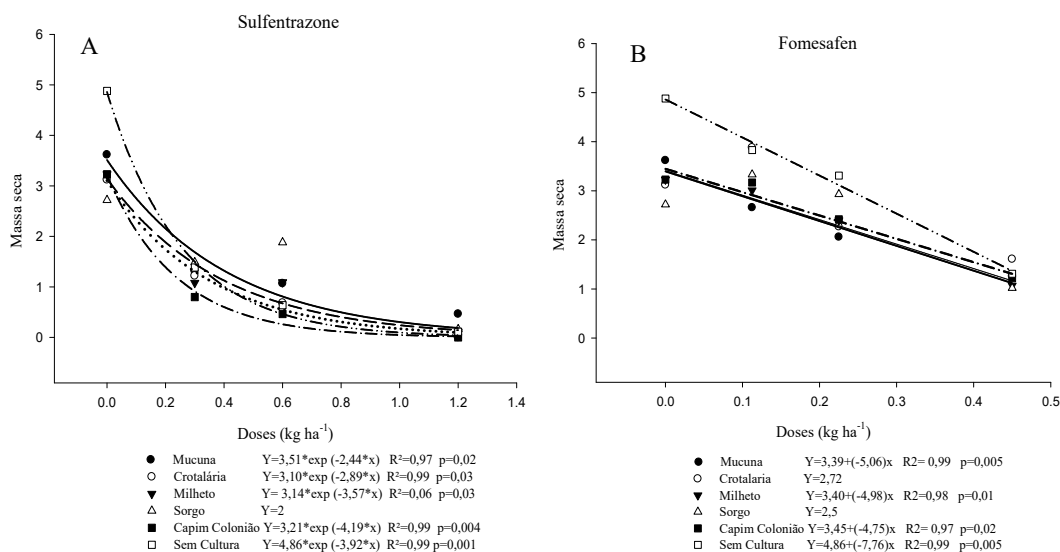 Sulfentrazone
A
6
5
4
3
2
1
0
Massa seca
0.0 0.2 0.4 0.6 0.8 1.0 1.2 1.4
Doses (kg ha⁻¹)
Mucuna Y=3,51*exp (-2,44*x) R²=0,97 p=0,02
Crotalária Y=3,10*exp (-2,89*x) R²=0,99 p=0,03
Milheto Y= 3,14*exp (-3,57*x) R²=0,06 p=0,03
Sorgo Y=2
Capim Colonião Y=3,21*exp (-4,19*x) R²=0,99 p=0,004
Sem Cultura Y=4,86*exp (-3,92*x) R²=0,99 p=0,001
Fomesafen
B
6
5
4
3
2
1
0
Massa seca
0.0 0.1 0.2 0.3 0.4 0.5
Doses (kg ha⁻¹)
Mucuna Y=3,39+(-5,06)x R2= 0,99 p=0,005
Crotalaria Y=2,72
Milheto Y=3,40+(-4,98)x R2=0,98 p=0,01
Sorgo Y=2,5
Capim Colonião Y=3,45+(-4,75)x R2= 0,97 p=0,02
Sem Cultura Y=4,86+(-7,76)x R2=0,99 p=0,005